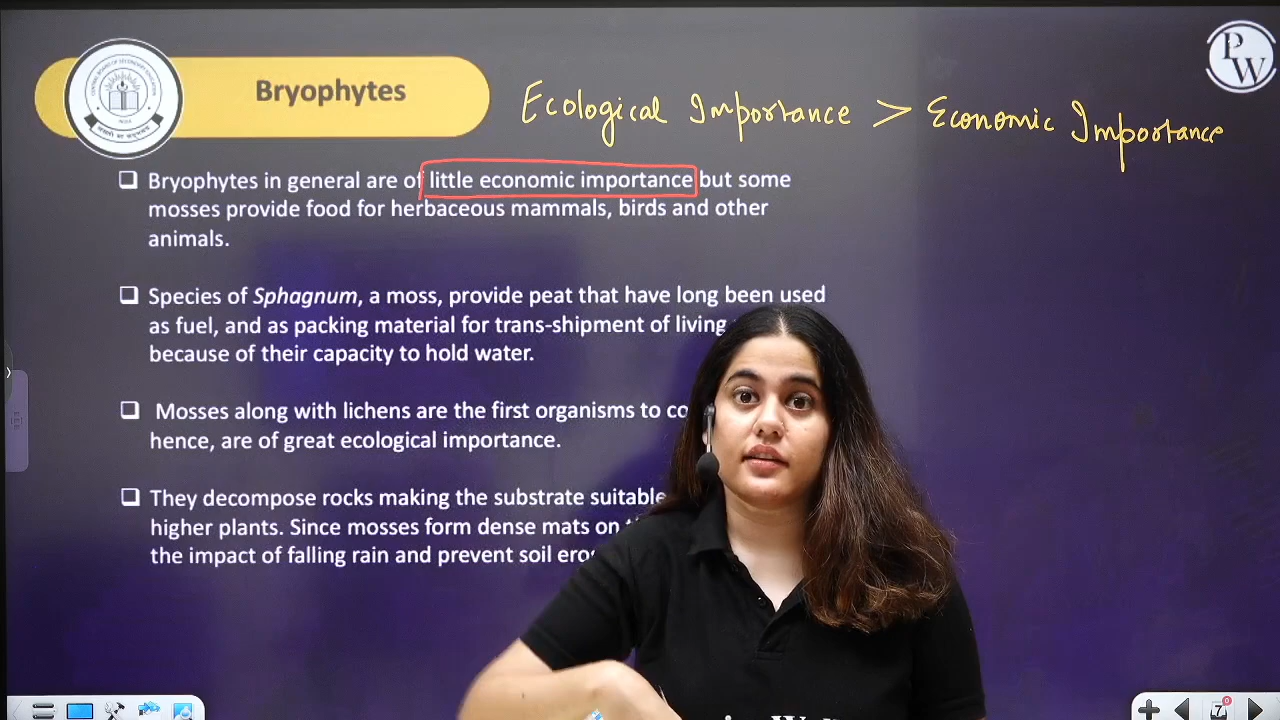 Bryophytes
Ecological Importance > Economic Importance
PW
❑ Bryophytes in general are of little economic importance but some
mosses provide food for herbaceous mammals, birds and other
animals.
❑ Species of Sphagnum, a moss, provide peat that have long been used
as fuel, and as packing material for trans-shipment of living
because of their capacity to hold water.
❑ Mosses along with lichens are the first organisms to co
hence, are of great ecological importance.
❑ They decompose rocks making the substrate suitable
higher plants. Since mosses form dense mats on
the impact of falling rain and prevent soil eros
7